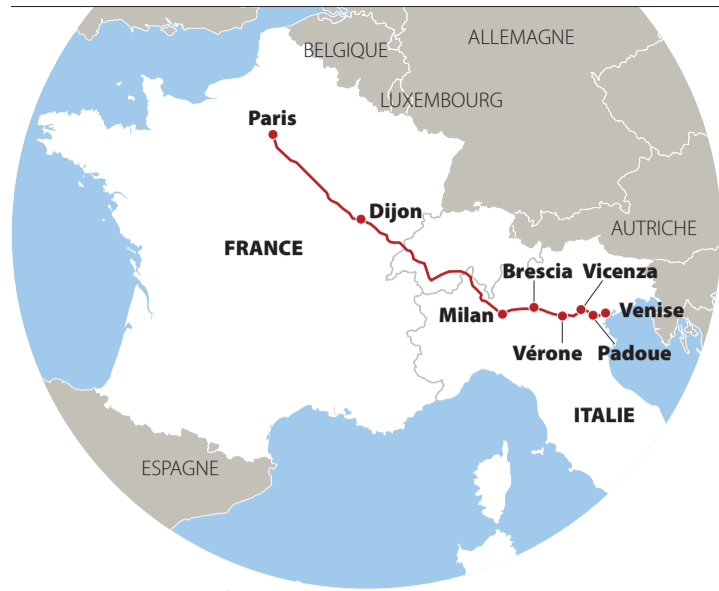 BELGIQUE
ALLEMAGNE
LUXEMBOURG
Paris
Dijon
AUTRICHE
FRANCE
Brescia
Vicenza
Milan
Venise
Vérone
Padoue
ITALIE
ESPAGNE